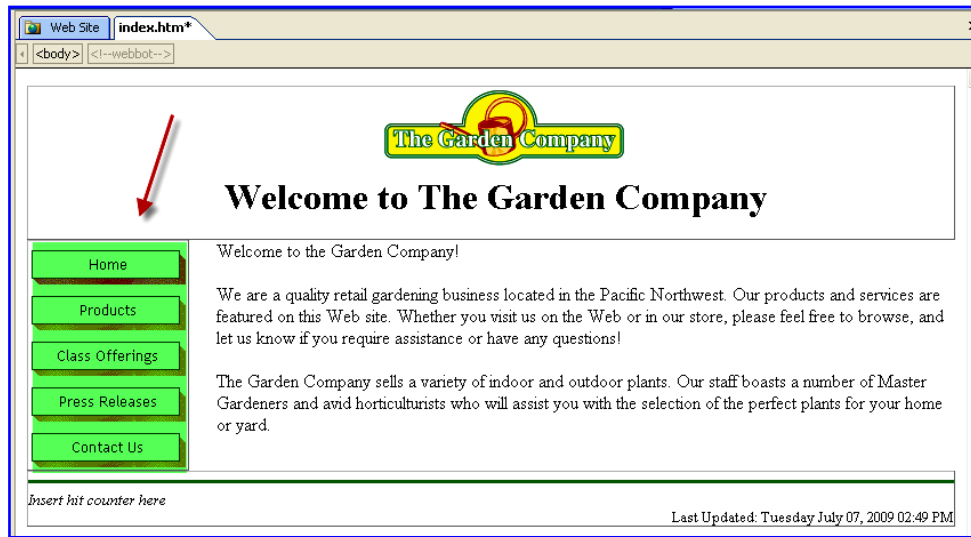 Web Site index.htm*
<body> <!--webbot-->
The Garden Company
Welcome to The Garden Company
Home
Products
Class Offerings
Press Releases
Contact Us
Welcome to the Garden Company!
We are a quality retail gardening business located in the Pacific Northwest. Our products and services are
featured on this Web site. Whether you visit us on the Web or in our store, please feel free to browse, and
let us know if you require assistance or have any questions!
The Garden Company sells a variety of indoor and outdoor plants. Our staff boasts a number of Master
Gardeners and avid horticulturists who will assist you with the selection of the perfect plants for your home
or yard.
Insert hit counter here
Last Updated: Tuesday July 07, 2009 02:49 PM